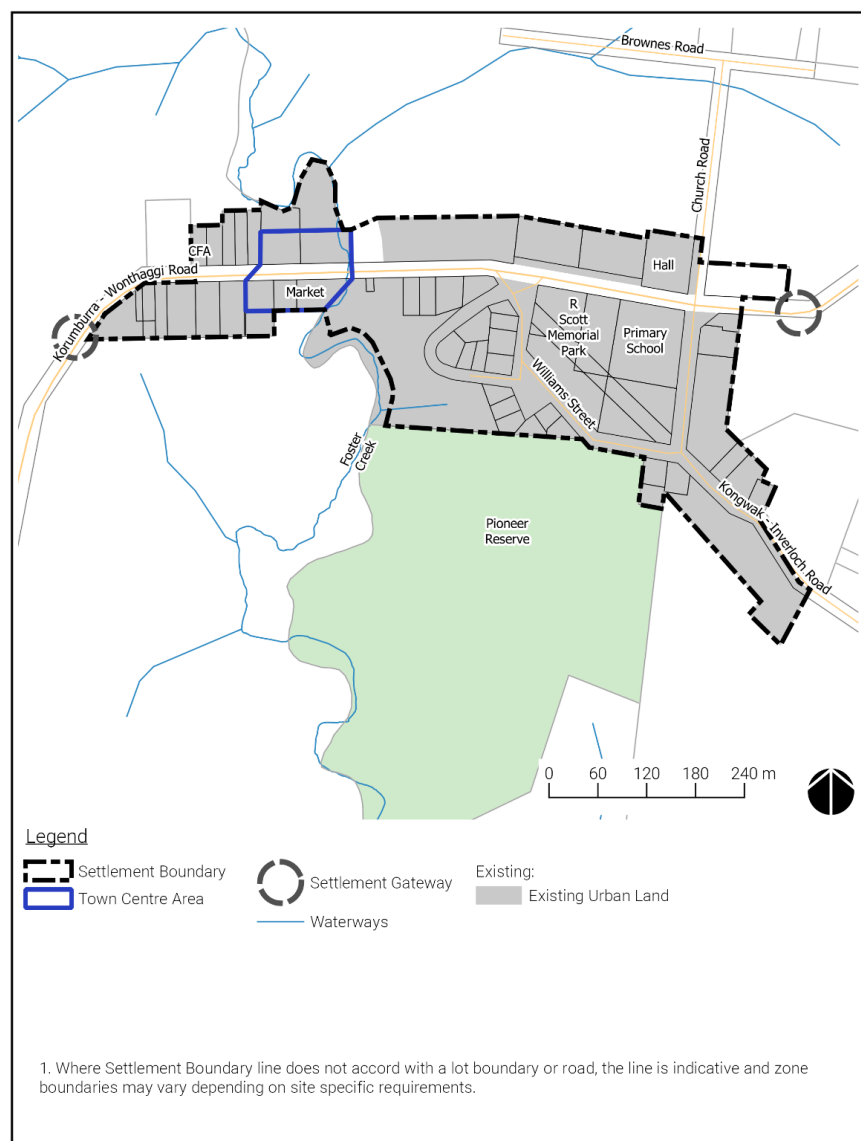 Brownes Road
Church Road
CFA
Korumburra - Wonthaggi Road
Market
Hall
R
Scott
Memorial
Park
Primary
School
Williams Street
Foster
Creek
Kongwak - Inverloch Road
Pioneer
Reserve
0 60 120 180 240 m
Legend
Settlement Boundary
Town Centre Area
Settlement Gateway
Waterways
Existing:
Existing Urban Land
1. Where Settlement Boundary line does not accord with a lot boundary or road, the line is indicative and zone
boundaries may vary depending on site specific requirements.